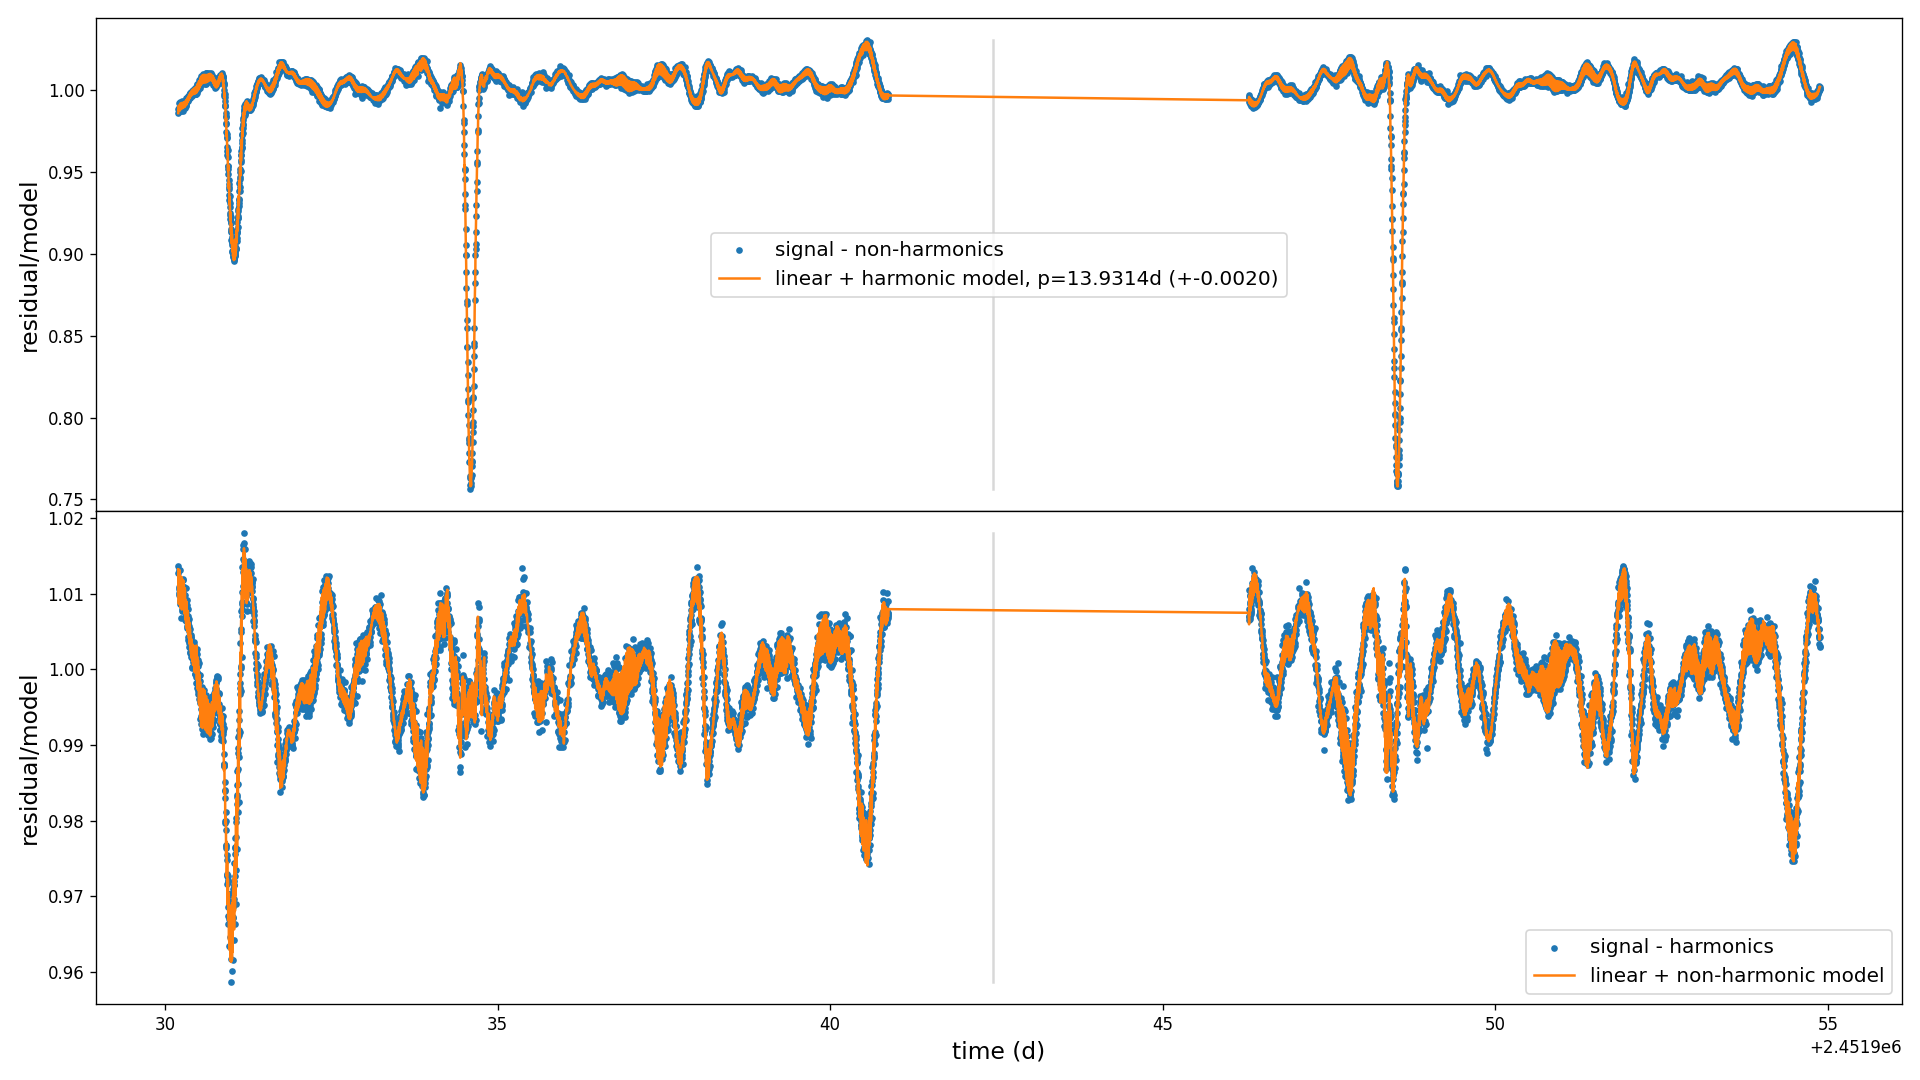 1.00
0.95
0.90
0.85
0.80
0.75
residual/model
signal - non-harmonics
linear + harmonic model, p=13.9314d (+-0.0020)
1.02
1.01
1.00
0.99
0.98
0.97
0.96
residual/model
signal - harmonics
linear + non-harmonic model
30
35
40
45
50
55
time (d)
+2.4519e6